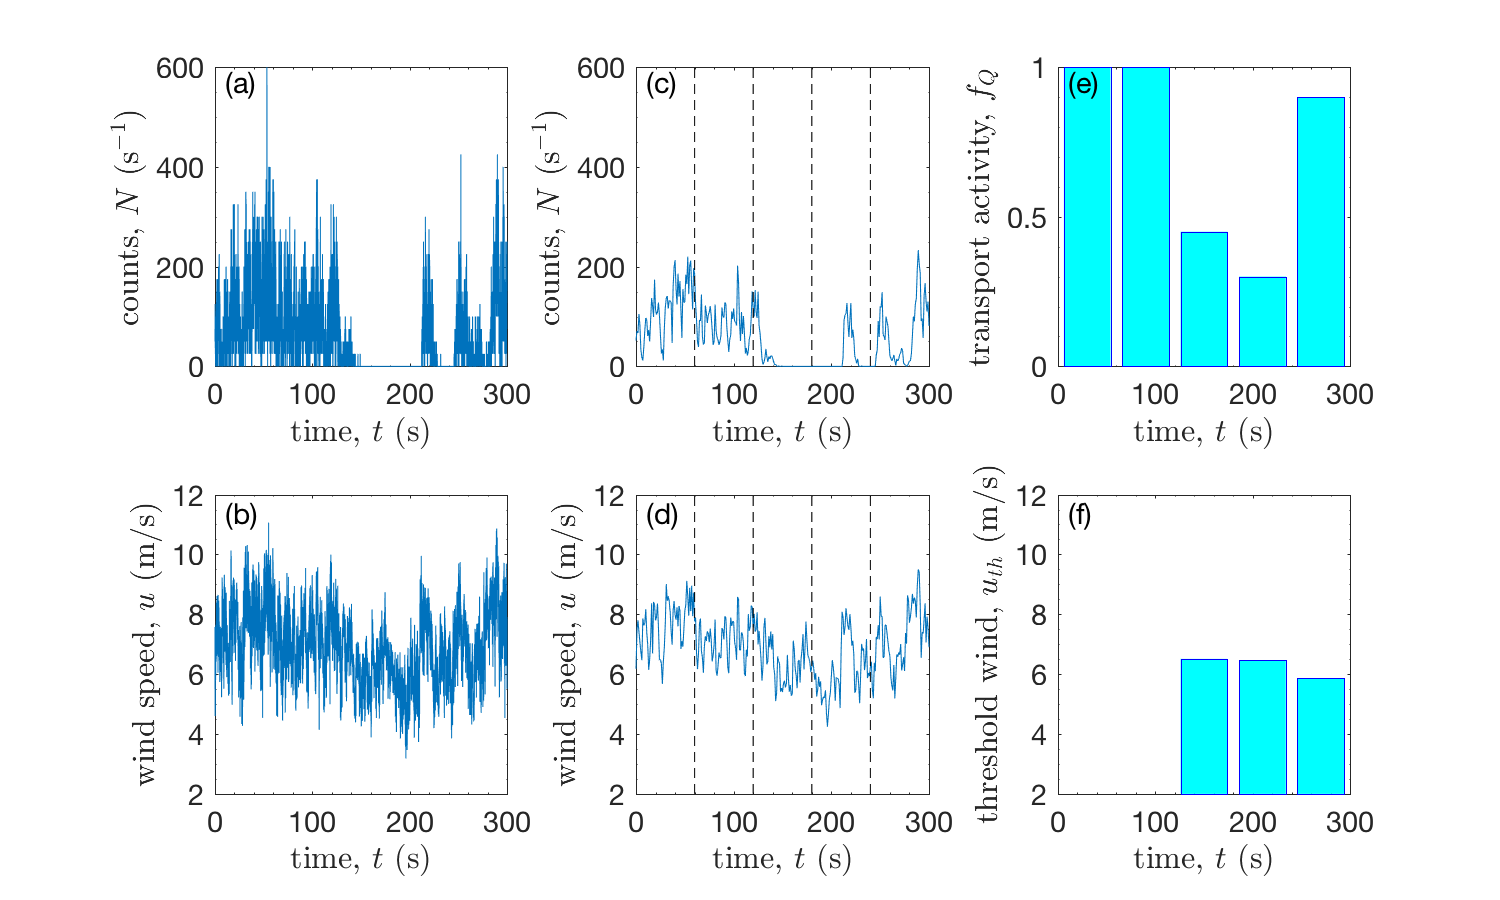 (a)
600
400
200
0
0 100 200 300
counts, N (s⁻¹)
time, t (s)
(c)
600
400
200
0
0 100 200 300
counts, N (s⁻¹)
time, t (s)
(e)
1
0.5
0
0 100 200 300
transport activity, f_Q
time, t (s)
(b)
12
10
8
6
4
2
0 100 200 300
wind speed, u (m/s)
time, t (s)
(d)
12
10
8
6
4
2
0 100 200 300
wind speed, u (m/s)
time, t (s)
(f)
12
10
8
6
4
2
0 100 200 300
threshold wind, u_th (m/s)
time, t (s)